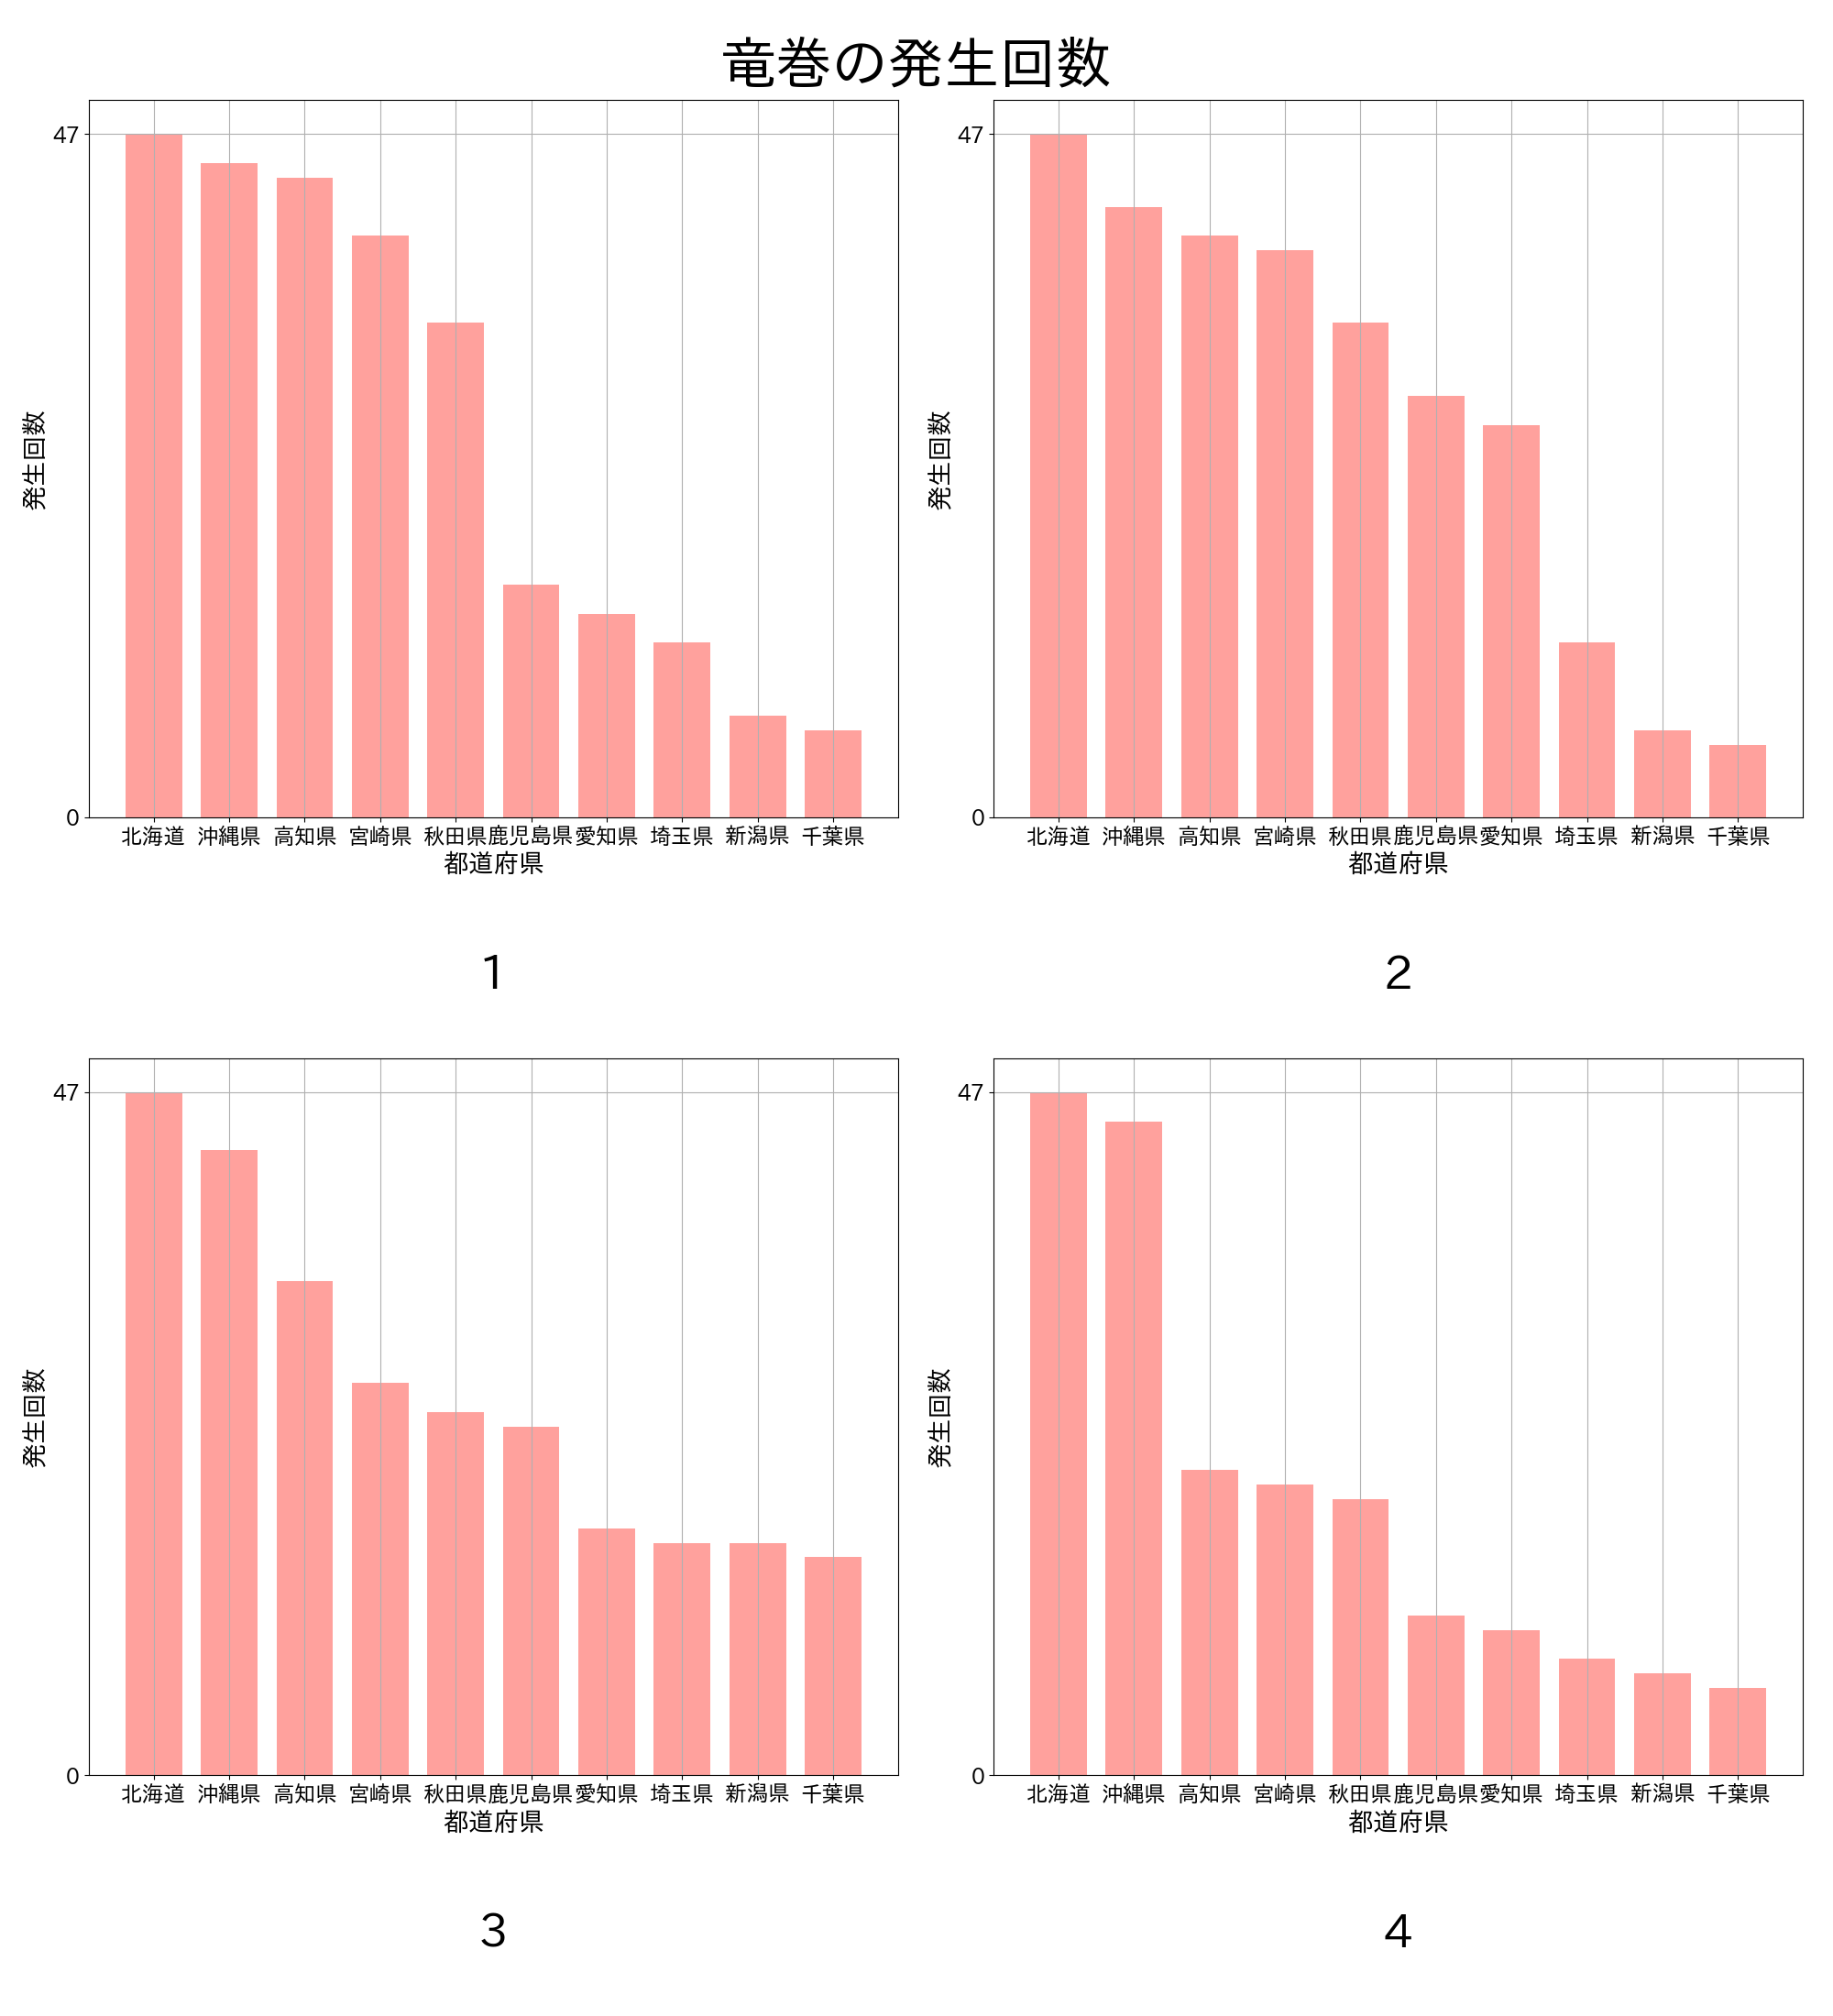 竜巻の発生回数
47
0
発生回数
北海道 沖縄県 高知県 宮崎県 秋田県 鹿児島県 愛知県 埼玉県 新潟県 千葉県
都道府県
1
47
0
発生回数
北海道 沖縄県 高知県 宮崎県 秋田県 鹿児島県 愛知県 埼玉県 新潟県 千葉県
都道府県
2
47
0
発生回数
北海道 沖縄県 高知県 宮崎県 秋田県 鹿児島県 愛知県 埼玉県 新潟県 千葉県
都道府県
3
47
0
発生回数
北海道 沖縄県 高知県 宮崎県 秋田県 鹿児島県 愛知県 埼玉県 新潟県 千葉県
都道府県
4